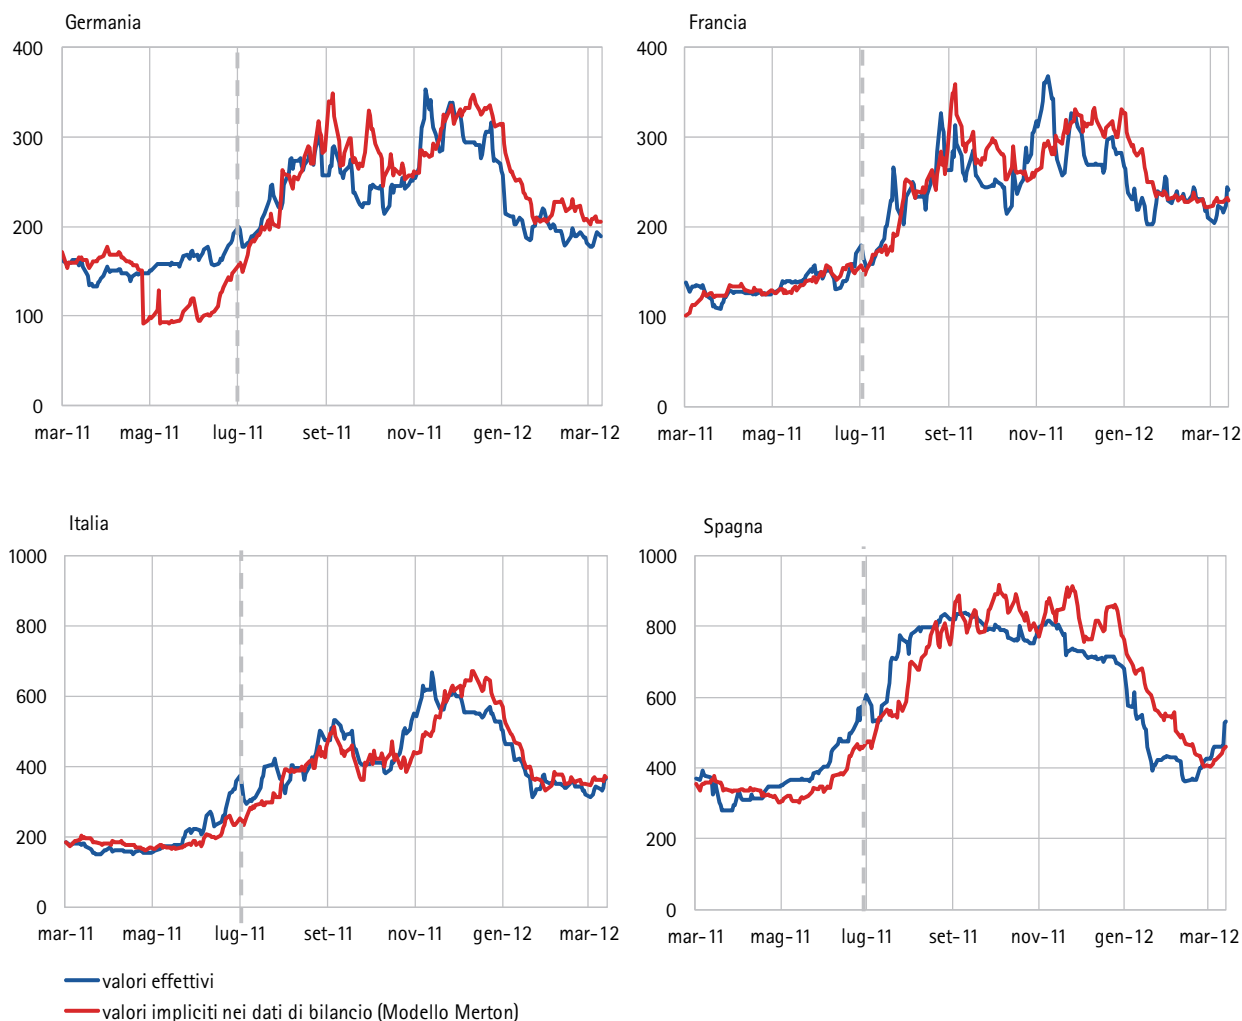 Germania
400
300
200
100
0
mar-11 mag-11 lug-11 set-11 nov-11 gen-12 mar-12
Francia
400
300
200
100
0
mar-11 mag-11 lug-11 set-11 nov-11 gen-12 mar-12
Italia
1000
800
600
400
200
0
mar-11 mag-11 lug-11 set-11 nov-11 gen-12 mar-12
Spagna
1000
800
600
400
200
0
mar-11 mag-11 lug-11 set-11 nov-11 gen-12 mar-12
valori effettivi
valori impliciti nei dati di bilancio (Modello Merton)